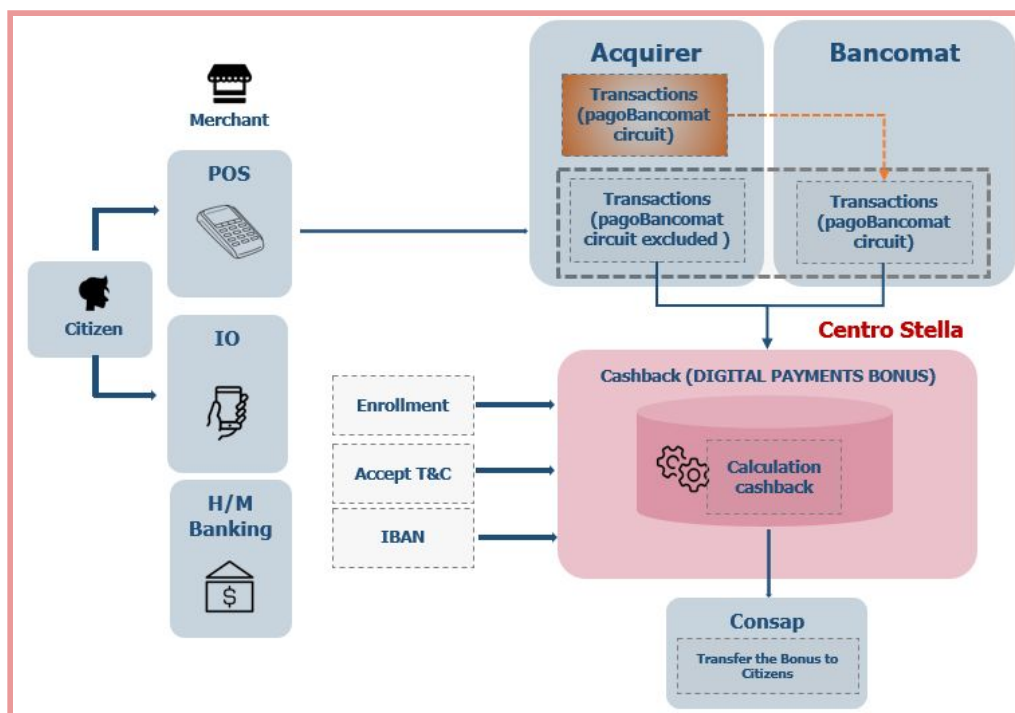 Acquirer
Bancomat
Transactions
(pagoBancomat
circuit)
Merchant
POS
Transactions
(pagoBancomat
circuit excluded )
Transactions
(pagoBancomat
circuit)
Citizen
IO
Centro Stella
Cashback (DIGITAL PAYMENTS BONUS)
Enrollment
Accept T&C
IBAN
Calculation
cashback
H/M
Banking
$
Consap
Transfer the Bonus to
Citizens